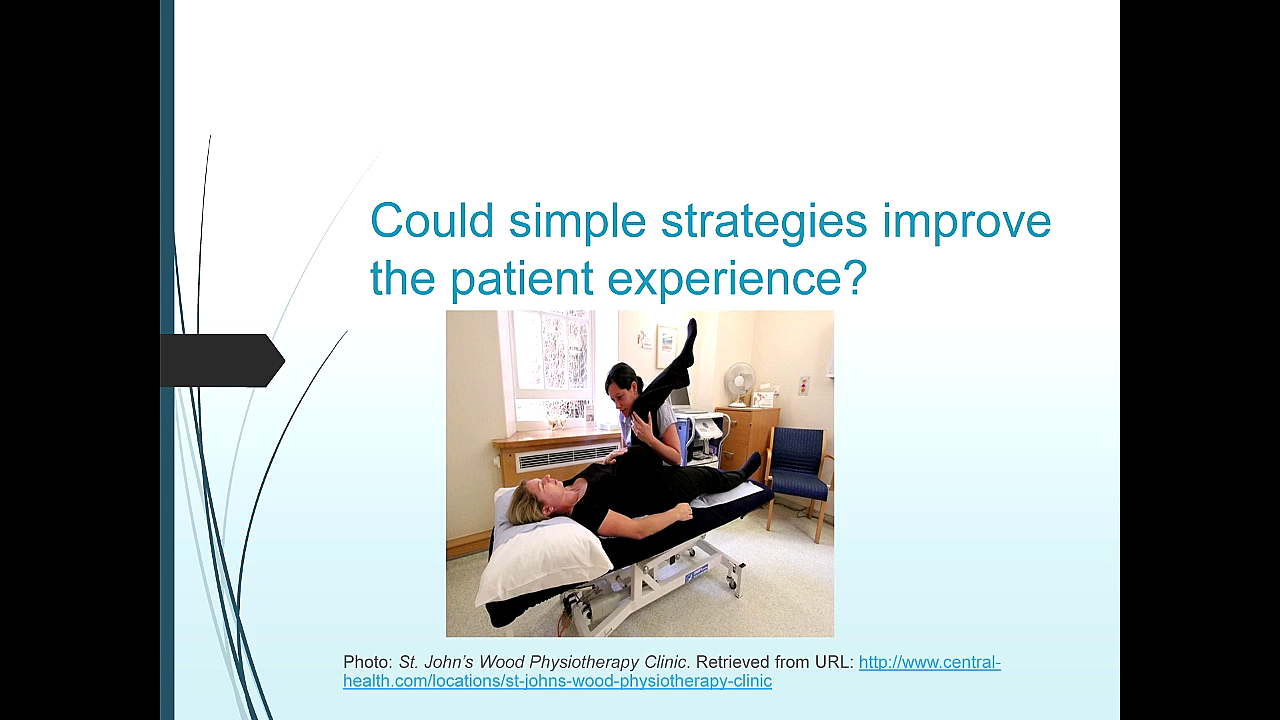 Could simple strategies improve
the patient experience?
Photo: St. John's Wood Physiotherapy Clinic. Retrieved from URL: http://www.central-
health.com/locations/st-johns-wood-physiotherapy-clinic